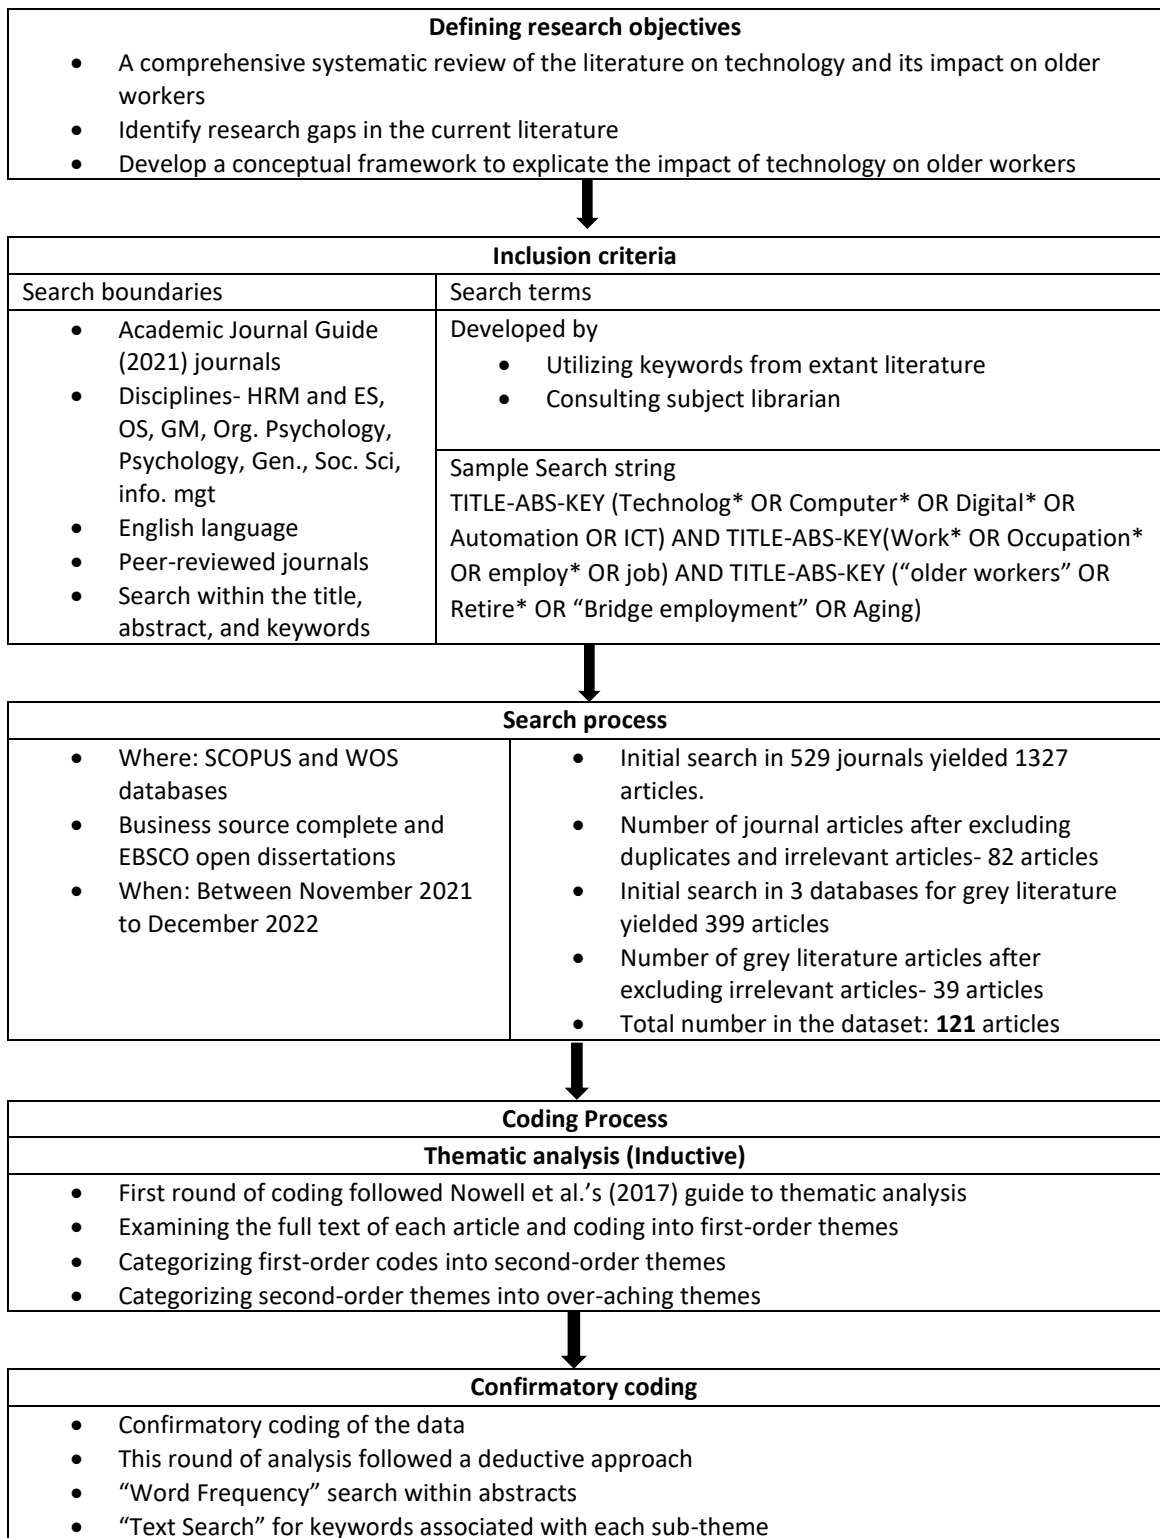 Defining research objectives
• A comprehensive systematic review of the literature on technology and its impact on older
workers
• Identify research gaps in the current literature
• Develop a conceptual framework to explicate the impact of technology on older workers
Inclusion criteria
Search boundaries
• Academic Journal Guide
(2021) journals
• Disciplines- HRM and ES,
OS, GM, Org. Psychology,
Psychology, Gen., Soc. Sci,
info. mgt
• English language
• Peer-reviewed journals
• Search within the title,
abstract, and keywords
Search terms
Developed by
• Utilizing keywords from extant literature
• Consulting subject librarian
Sample Search string
TITLE-ABS-KEY (Technolog* OR Computer* OR Digital* OR
Automation OR ICT) AND TITLE-ABS-KEY(Work* OR Occupation*
OR employ* OR job) AND TITLE-ABS-KEY (“older workers” OR
Retire* OR “Bridge employment” OR Aging)
Search process
• Where: SCOPUS and WOS
databases
• Business source complete and
EBSCO open dissertations
• When: Between November 2021
to December 2022
• Initial search in 529 journals yielded 1327
articles.
• Number of journal articles after excluding
duplicates and irrelevant articles- 82 articles
• Initial search in 3 databases for grey literature
yielded 399 articles
• Number of grey literature articles after
excluding irrelevant articles- 39 articles
• Total number in the dataset: 121 articles
Coding Process
Thematic analysis (Inductive)
• First round of coding followed Nowell et al.’s (2017) guide to thematic analysis
• Examining the full text of each article and coding into first-order themes
• Categorizing first-order codes into second-order themes
• Categorizing second-order themes into over-aching themes
Confirmatory coding
• Confirmatory coding of the data
• This round of analysis followed a deductive approach
• “Word Frequency” search within abstracts
• “Text Search” for keywords associated with each sub-theme